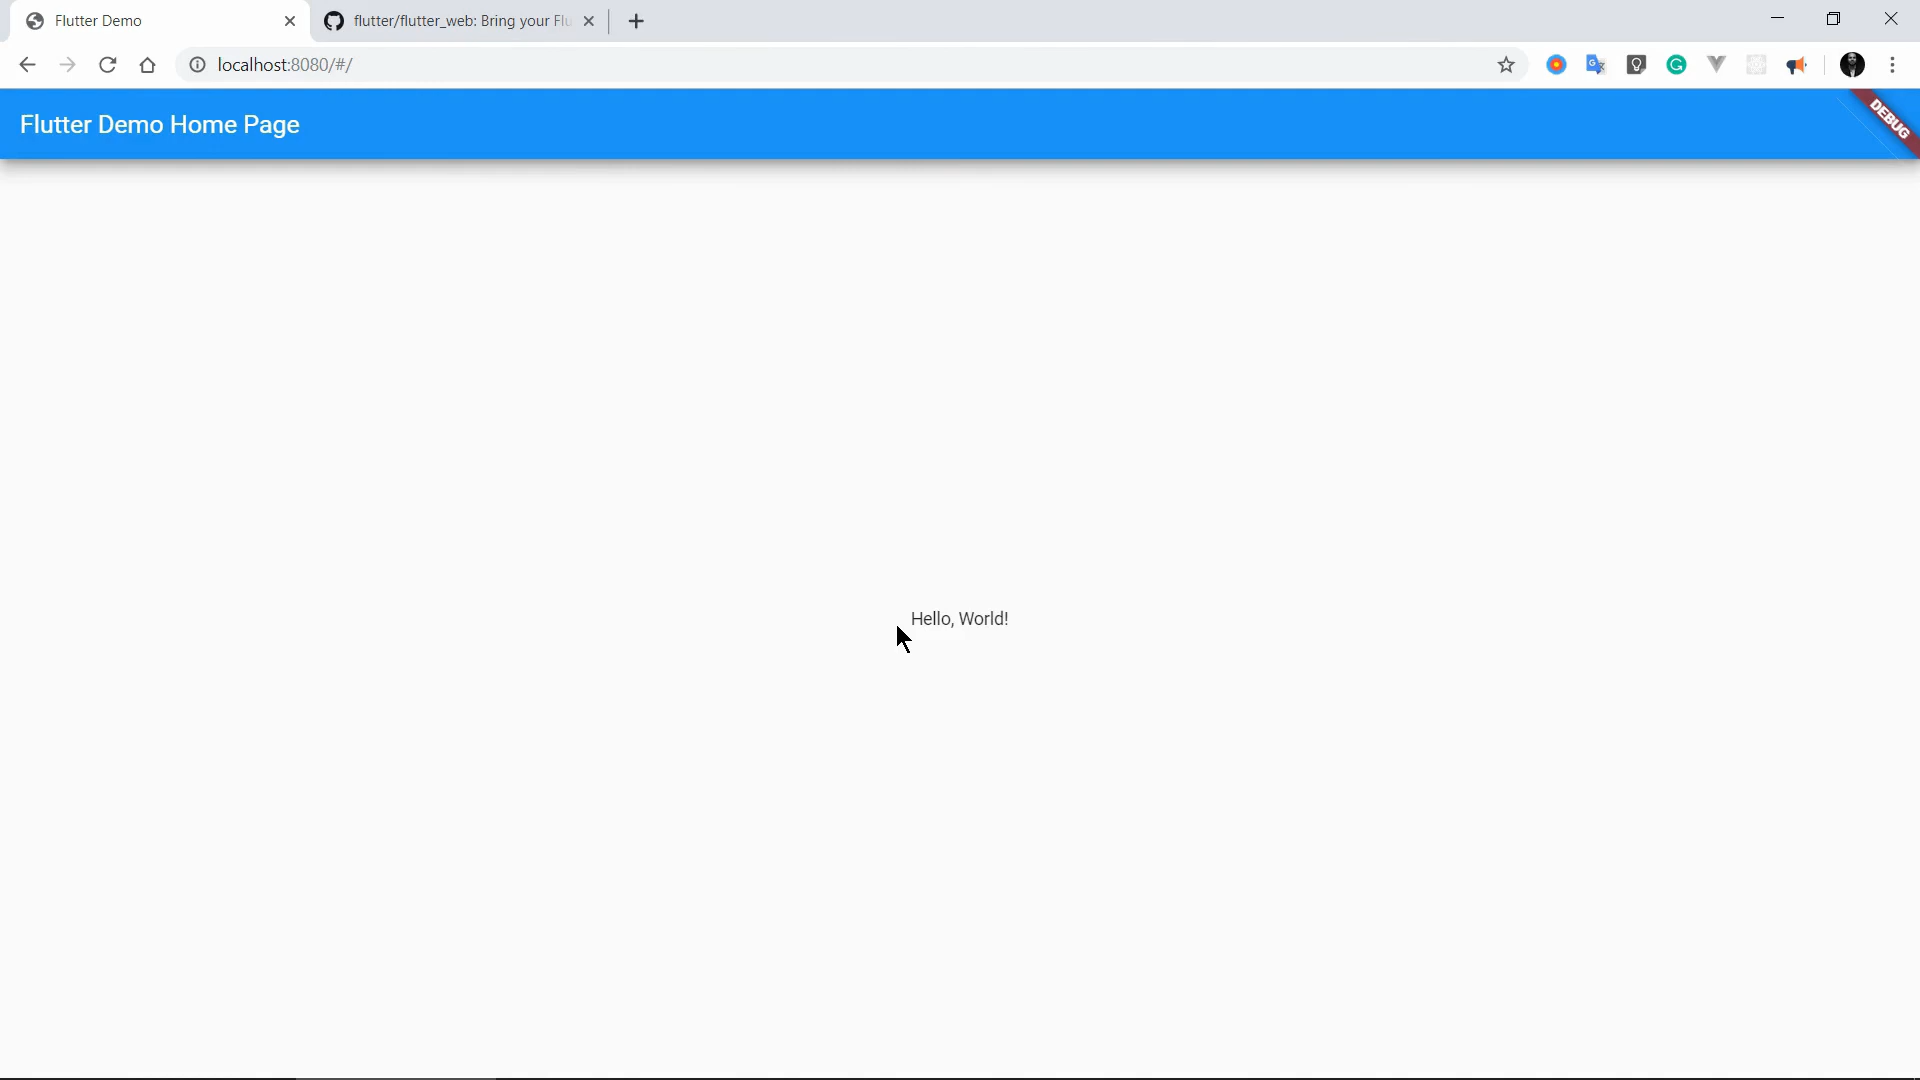 Flutter Demo
flutter/flutter_web: Bring your Flu
localhost:8080/#/
Flutter Demo Home Page
DEBUG
Hello, World!